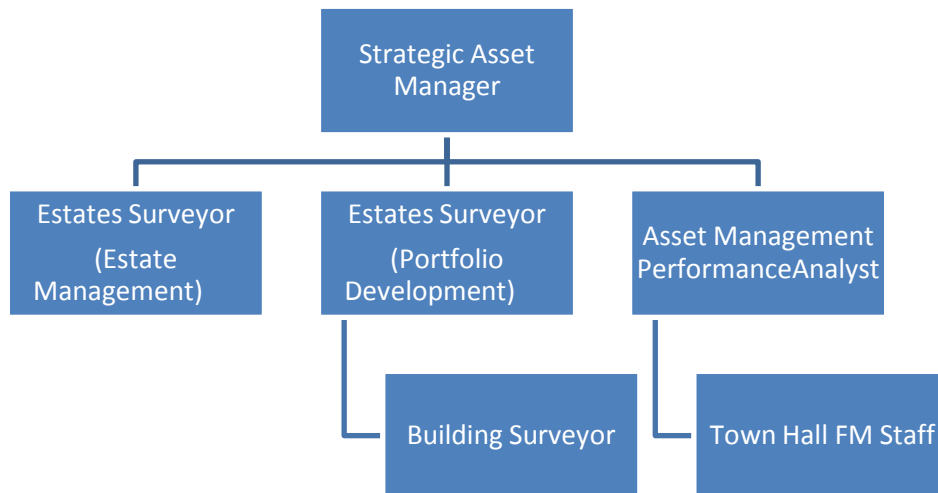 Strategic Asset
Manager
Estates Surveyor
(Estate
Management)
Estates Surveyor
(Portfolio
Development)
Asset Management
PerformanceAnalyst
Building Surveyor
Town Hall FM Staff